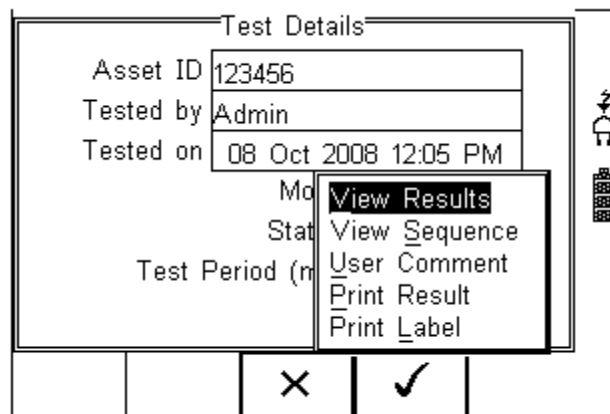 Test Details
Asset ID 123456
Tested by Admin
Tested on 08 Oct 2008 12:05 PM
Mo
Stat
Test Period (m
View Results
View Sequence
User Comment
Print Result
Print Label